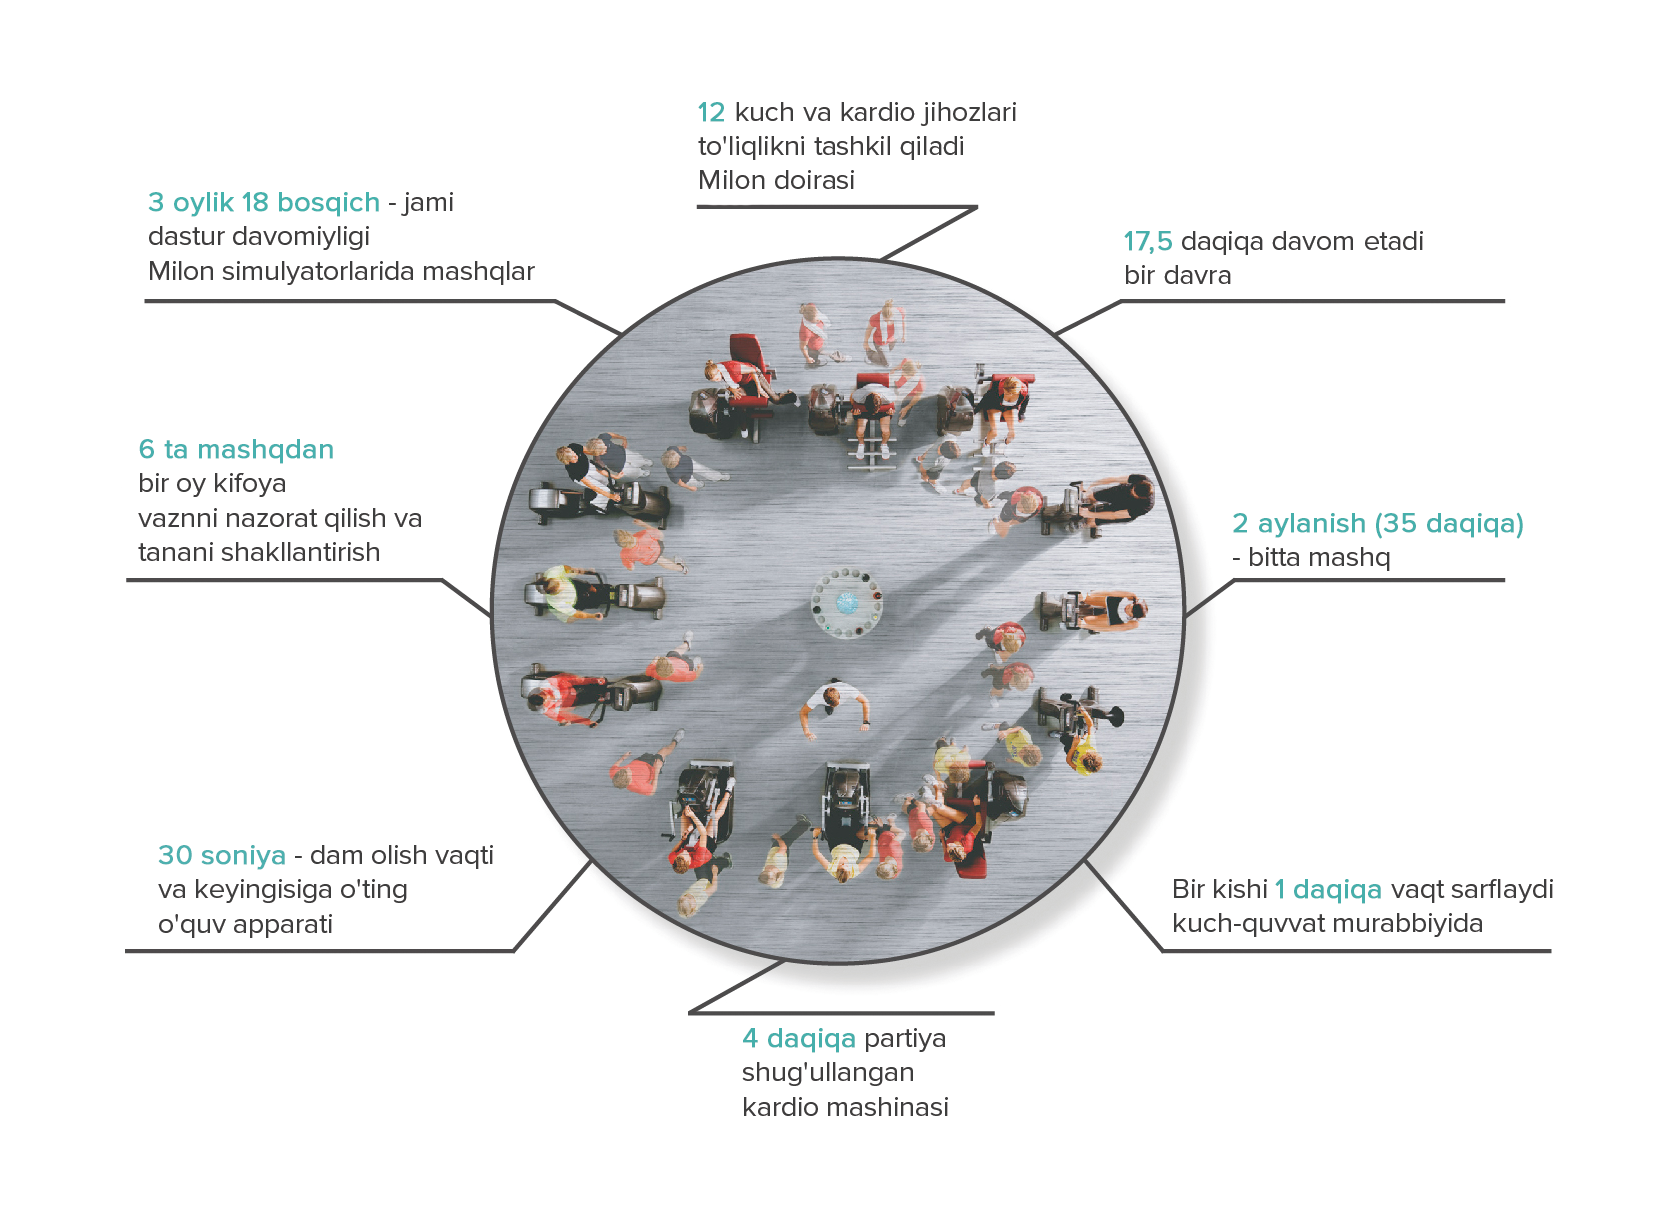 12 kuch va kardio jihozlari
to'liqlikni tashkil qiladi
Milon doirasi
3 oylik 18 bosqich - jami
dastur davomiyligi
Milon simulyatorlarida mashqlar
17,5 daqiqa davom etadi
bir davra
6 ta mashqdan
bir oy kifoya
vaznni nazorat qilish va
tanani shakllantirish
2 aylanish (35 daqiqa)
- bitta mashq
30 soniya - dam olish vaqti
va keyingisiga o'ting
o'quv apparati
Bir kishi 1 daqiqa vaqt sarflaydi
kuch-quvvat murabbiyida
4 daqiqa partiya
shug'ullangan
kardio mashinasi